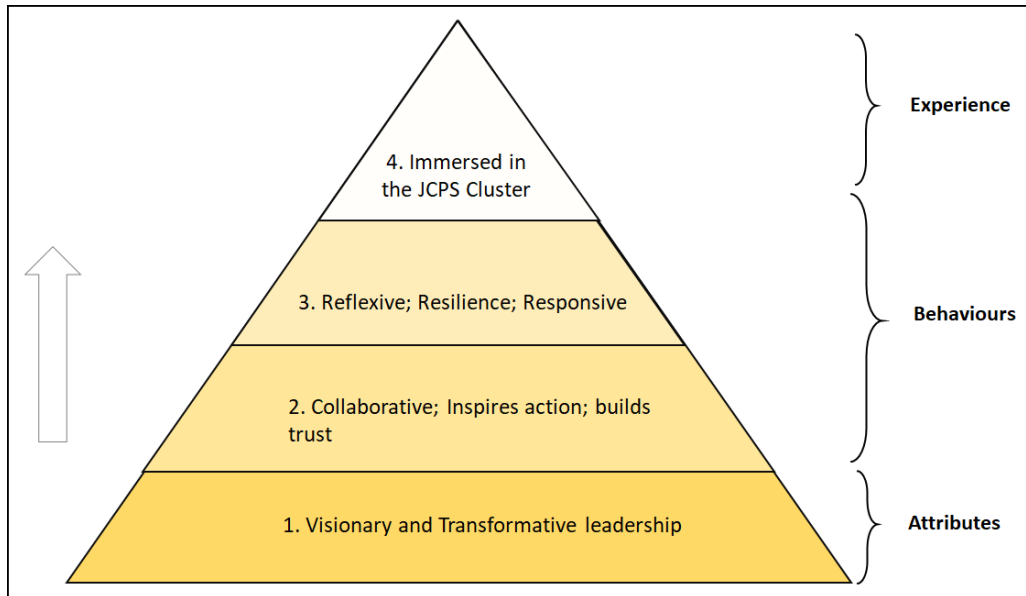 Experience
4. Immersed in
the JCPS Cluster
3. Reflexive; Resilience; Responsive
Behaviours
2. Collaborative; Inspires action; builds
trust
1. Visionary and Transformative leadership
Attributes